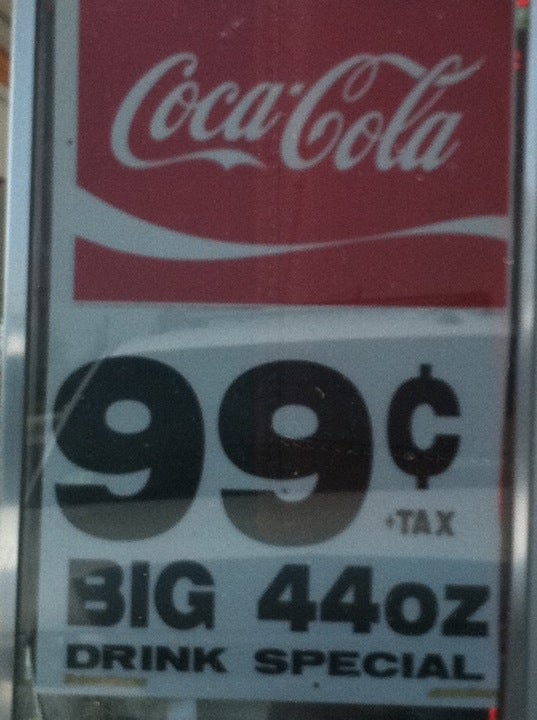 Coca-Cola
99¢
+TAX
BIG 44oz
DRINK SPECIAL